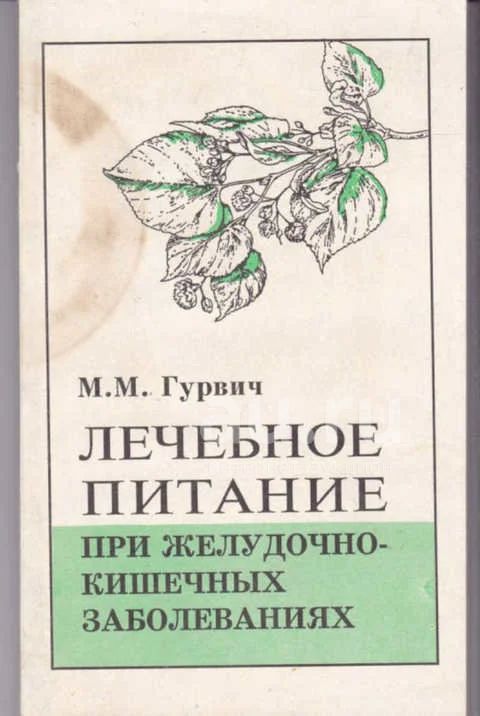 М.М. Гурвич
ЛЕЧЕБНОЕ
ПИТАНИЕ
ПРИ ЖЕЛУДОЧНО-
КИШЕЧНЫХ
ЗАБОЛЕВАНИЯХ